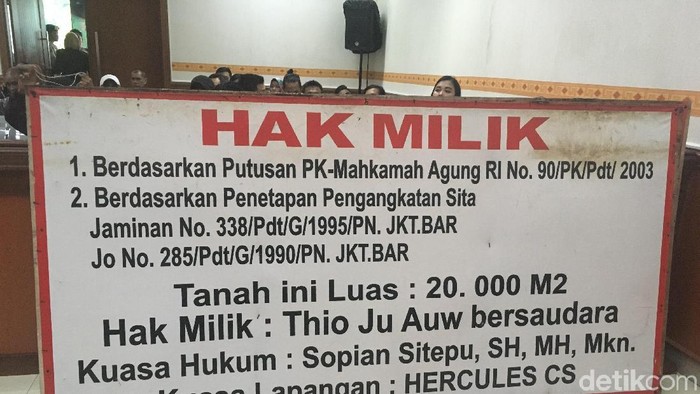 HAK MILIK
1. Berdasarkan Putusan PK-Mahkamah Agung RI No. 90/PK/Pdt/ 2003
2. Berdasarkan Penetapan Pengangkatan Sita
Jaminan No. 338/Pdt/G/1995/PN. JKT.BAR
Jo No. 285/Pdt/G/1990/PN. JKT.BAR
Tanah ini Luas : 20. 000 M2
Hak Milik : Thio Ju Auw bersaudara
Kuasa Hukum : Sopian Sitepu, SH, MH, Mkn.
Kuasa Lapangan : HERCULES CS
detikcom